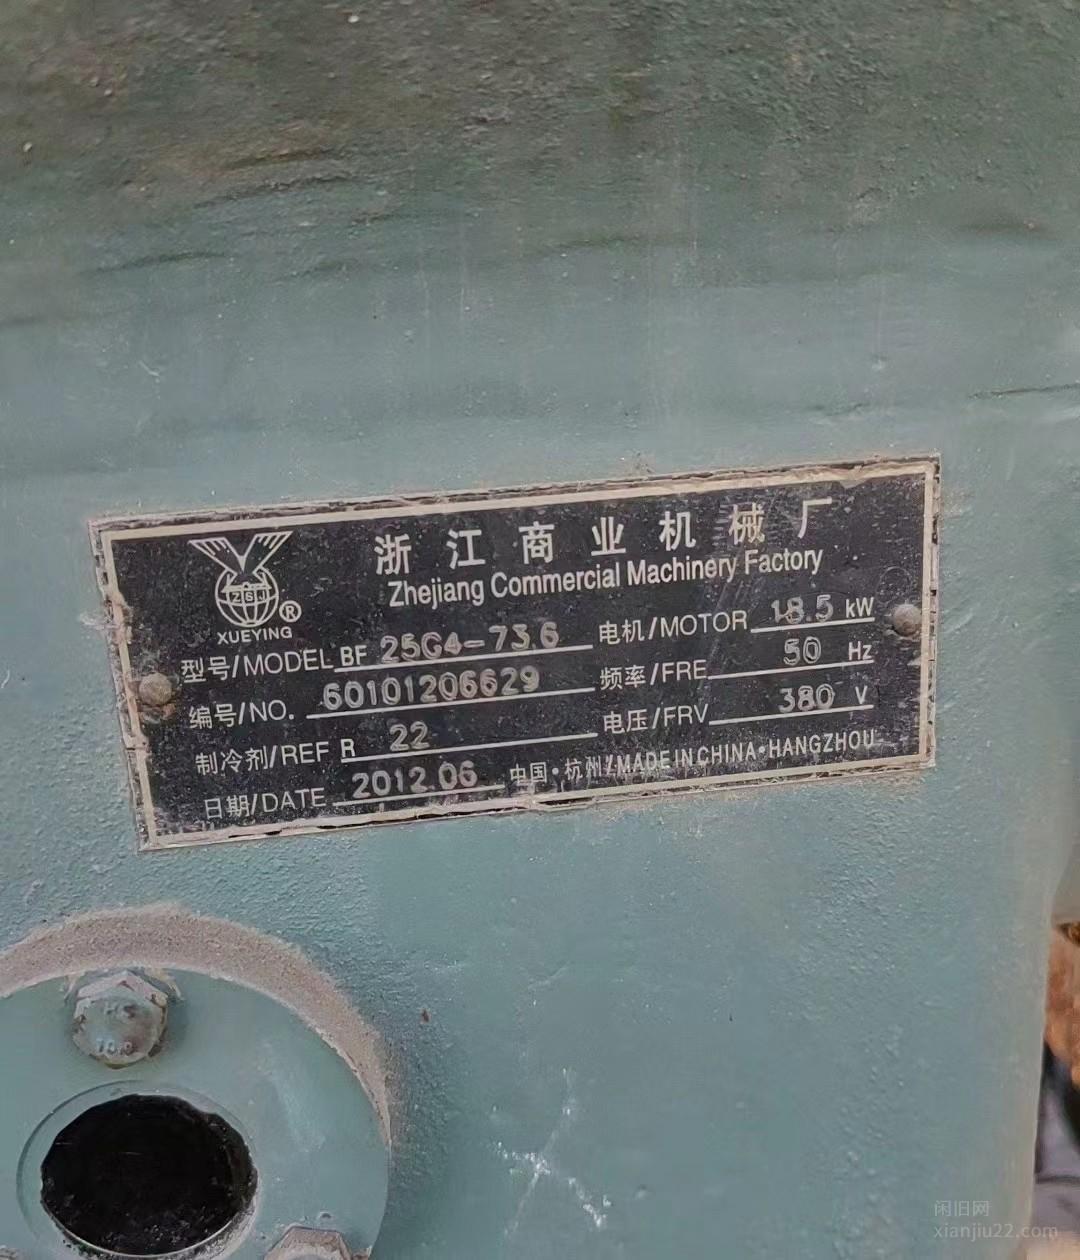 浙江商业机械厂
Zhejiang Commercial Machinery Factory
ZSJ
®
XUEYING
型号/MODEL BF 25G4-73.6
电机/MOTOR 18.5 kW
编号/NO. 60101206629
频率/FRE 50 Hz
制冷剂/REF R 22
电压/FRV 380 V
日期/DATE 2012.06
中国·杭州/MADE IN CHINA·HANGZHOU
10.9
闲旧网
xianjiu22.com